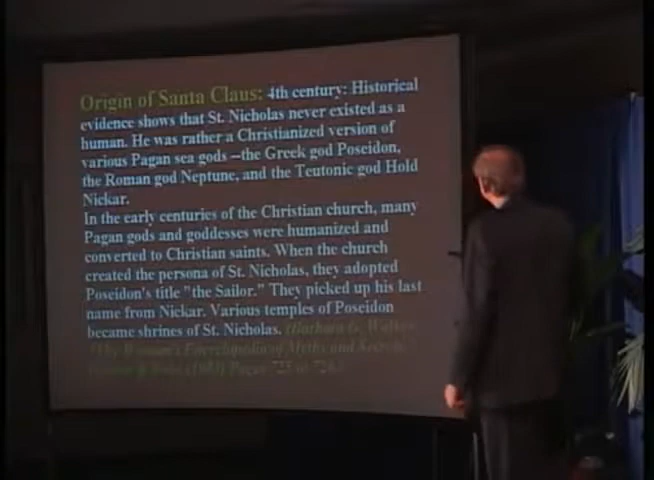 Origin of Santa Claus: 4th century: Historical
evidence shows that St. Nicholas never existed as a
human. He was rather a Christianized version of
various Pagan sea gods –the Greek god Poseidon,
the Roman god Neptune, and the Teutonic god Hold
Nickar.
In the early centuries of the Christian church, many
Pagan gods and goddesses were humanized and
converted to Christian saints. When the church
created the persona of St. Nicholas, they adopted
Poseidon's title "the Sailor." They picked up his last
name from Nickar. Various temples of Poseidon
became shrines of St. Nicholas. (Barbara G. Walker
Woman's Encyclopedia of Myths and Secrets
(1983) Pages 725 to 726)